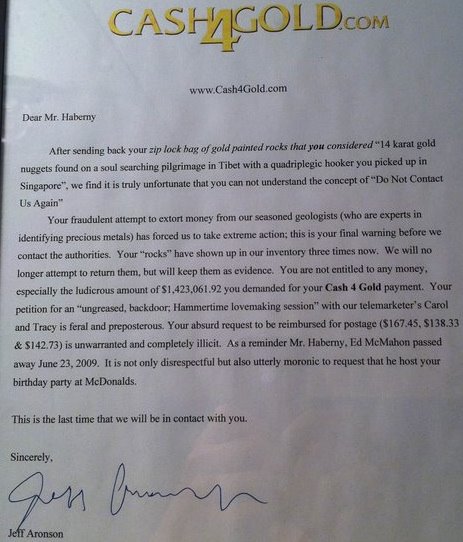 CASH4GOLD.COM
www.Cash4Gold.com
Dear Mr. Haberny
After sending back your zip lock bag of gold painted rocks that you considered “14 karat gold
nuggets found on a soul searching pilgrimage in Tibet with a quadriplegic hooker you picked up in
Singapore”, we find it is truly unfortunate that you can not understand the concept of “Do Not Contact
Us Again”
Your fraudulent attempt to extort money from our seasoned geologists (who are experts in
identifying precious metals) has forced us to take extreme action; this is your final warning before we
contact the authorities. Your “rocks” have shown up in our inventory three times now. We will no
longer attempt to return them, but will keep them as evidence. You are not entitled to any money,
especially the ludicrous amount of $1,423,061.92 you demanded for your Cash 4 Gold payment. Your
petition for an “ungreased, backdoor; Hammertime lovemaking session” with our telemarketer’s Carol
and Tracy is feral and preposterous. Your absurd request to be reimbursed for postage ($167.45, $138.33
& $142.73) is unwarranted and completely illicit. As a reminder Mr. Haberny, Ed McMahon passed
away June 23, 2009. It is not only disrespectful but also utterly moronic to request that he host your
birthday party at McDonalds.
This is the last time that we will be in contact with you.
Sincerely,
Jeff Aronson
Jeff Aronson